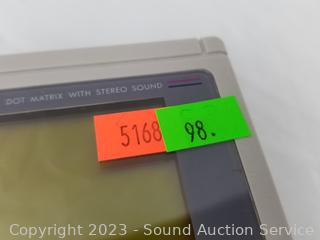 DOT MATRIX WITH STEREO SOUND
5168
98.
Copyright © 2023 - Sound Auction Service